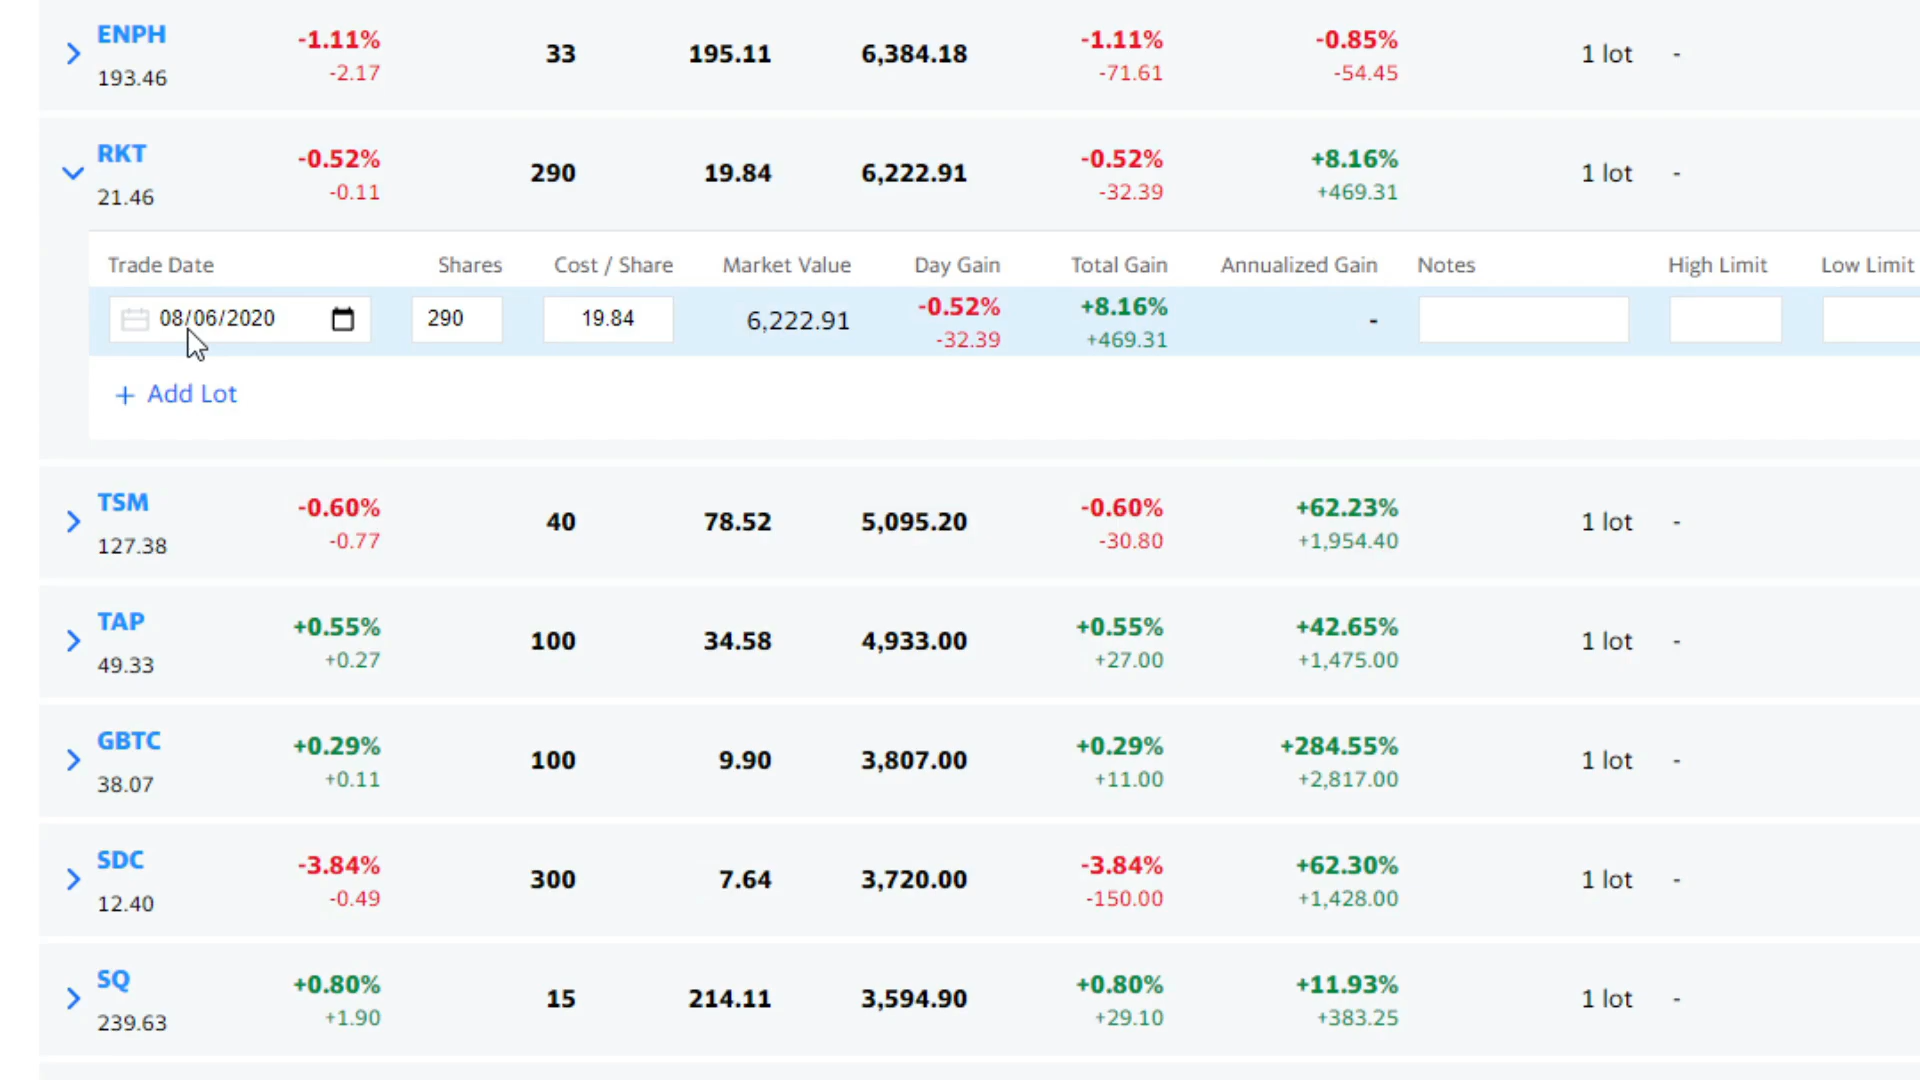 ENPH -1.11% 33 195.11 6,384.18 -1.11% -0.85% 1 lot -
193.46 -2.17 -71.61 -54.45
RKT -0.52% 290 19.84 6,222.91 -0.52% +8.16% 1 lot -
21.46 -0.11 -32.39 +469.31
Trade Date Shares Cost / Share Market Value Day Gain Total Gain Annualized Gain Notes High Limit Low Limit
08/06/2020 290 19.84 6,222.91 -0.52% +8.16% -
-32.39 +469.31
+ Add Lot
TSM -0.60% 40 78.52 5,095.20 -0.60% +62.23% 1 lot -
127.38 -0.77 -30.80 +1,954.40
TAP +0.55% 100 34.58 4,933.00 +0.55% +42.65% 1 lot -
49.33 +0.27 +27.00 +1,475.00
GBTC +0.29% 100 9.90 3,807.00 +0.29% +284.55% 1 lot -
38.07 +0.11 +11.00 +2,817.00
SDC -3.84% 300 7.64 3,720.00 -3.84% +62.30% 1 lot -
12.40 -0.49 -150.00 +1,428.00
SQ +0.80% 15 214.11 3,594.90 +0.80% +11.93% 1 lot -
239.63 +1.90 +29.10 +383.25